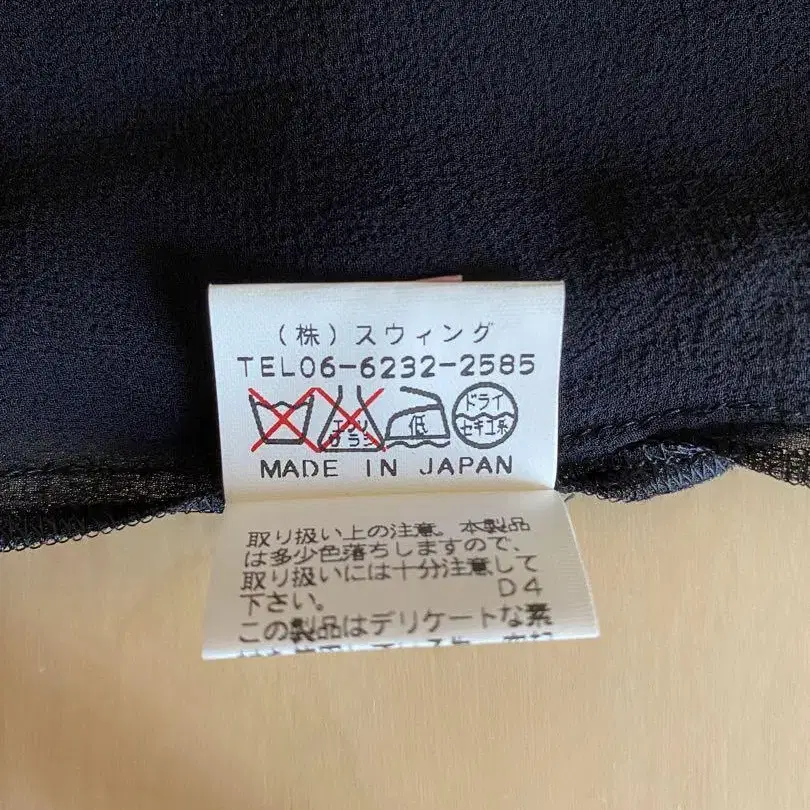 (株)スウィング
TEL06-6232-2585
エンソ サラシ 低 ドライ セキユ系
MADE IN JAPAN
取り扱い上の注意。本製品
は多少色落ちしますので、
取り扱いには十分注意して
下さい。 D4
この製品はデリケートな素